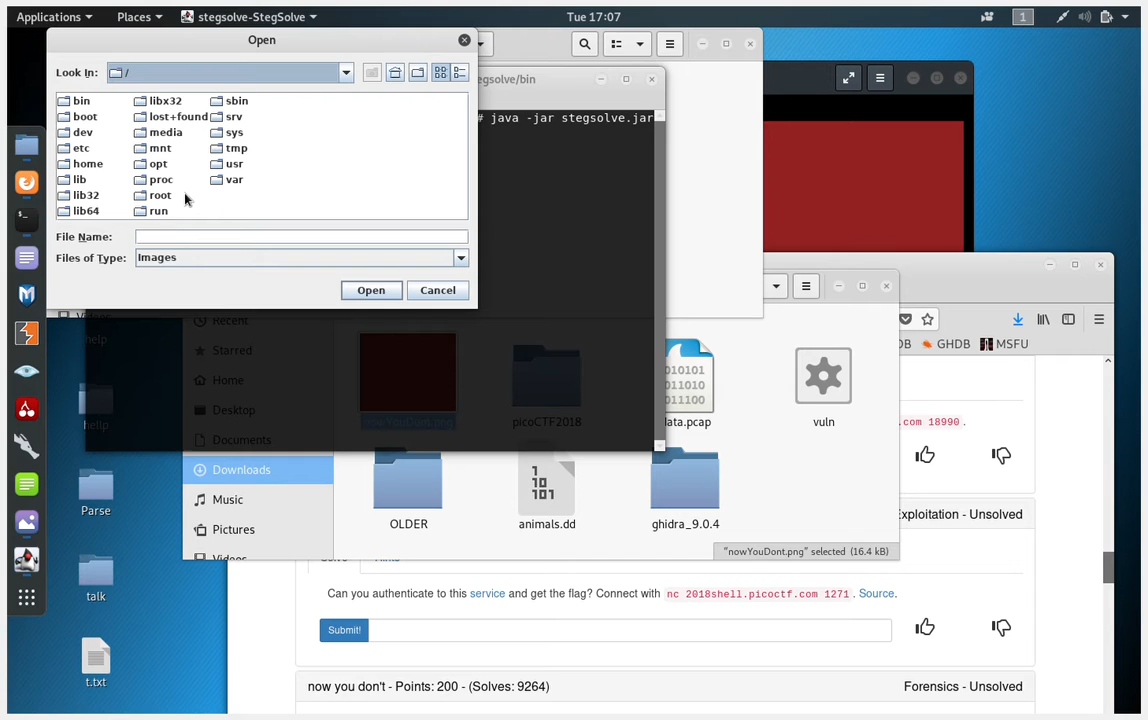 Applications Places stegsolve-StegSolve Tue 17:07 1
Open
Look In: /
bin libx32 sbin
boot lost+found srv
dev media sys
etc mnt tmp
home opt usr
lib proc var
lib32 root
lib64 run
File Name:
Files of Type: Images
Open Cancel
egsolve/bin
# java -jar stegsolve.jar
help
hellp
Parse
talk
t.txt
Recent
Starred
Home
Desktop
Documents
Downloads
Music
Pictures
Videos
nowYouDont.png picoCTF2018 data.pcap vuln
OLDER animals.dd ghidra_9.0.4
"nowYouDont.png" selected (16.4 kB)
DB GHDB MSFU
.com 18990.
Exploitation - Unsolved
Can you authenticate to this service and get the flag? Connect with nc 2018shell.picoctf.com 1271. Source.
Submit!
now you don't - Points: 200 - (Solves: 9264) Forensics - Unsolved